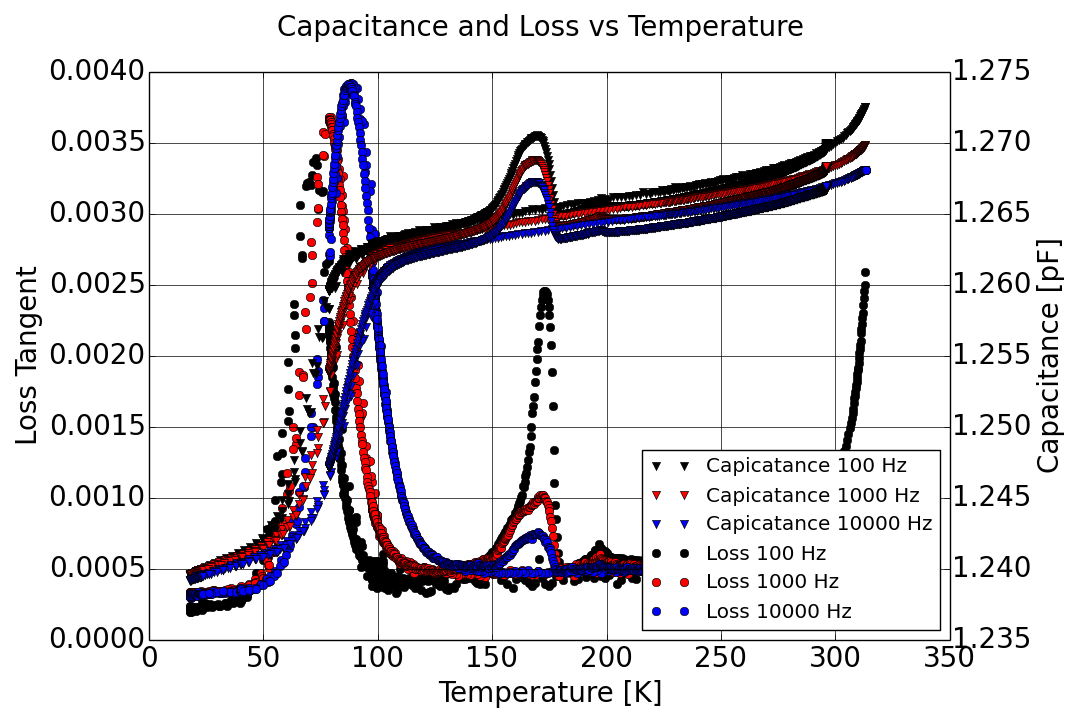 Capacitance and Loss vs Temperature
0.0040
0.0035
0.0030
0.0025
0.0020
0.0015
0.0010
0.0005
0.0000
Loss Tangent
1.275
1.270
1.265
1.260
1.255
1.250
1.245
1.240
1.235
Capacitance [pF]
Capicatance 100 Hz
Capicatance 1000 Hz
Capicatance 10000 Hz
Loss 100 Hz
Loss 1000 Hz
Loss 10000 Hz
0 50 100 150 200 250 300 350
Temperature [K]